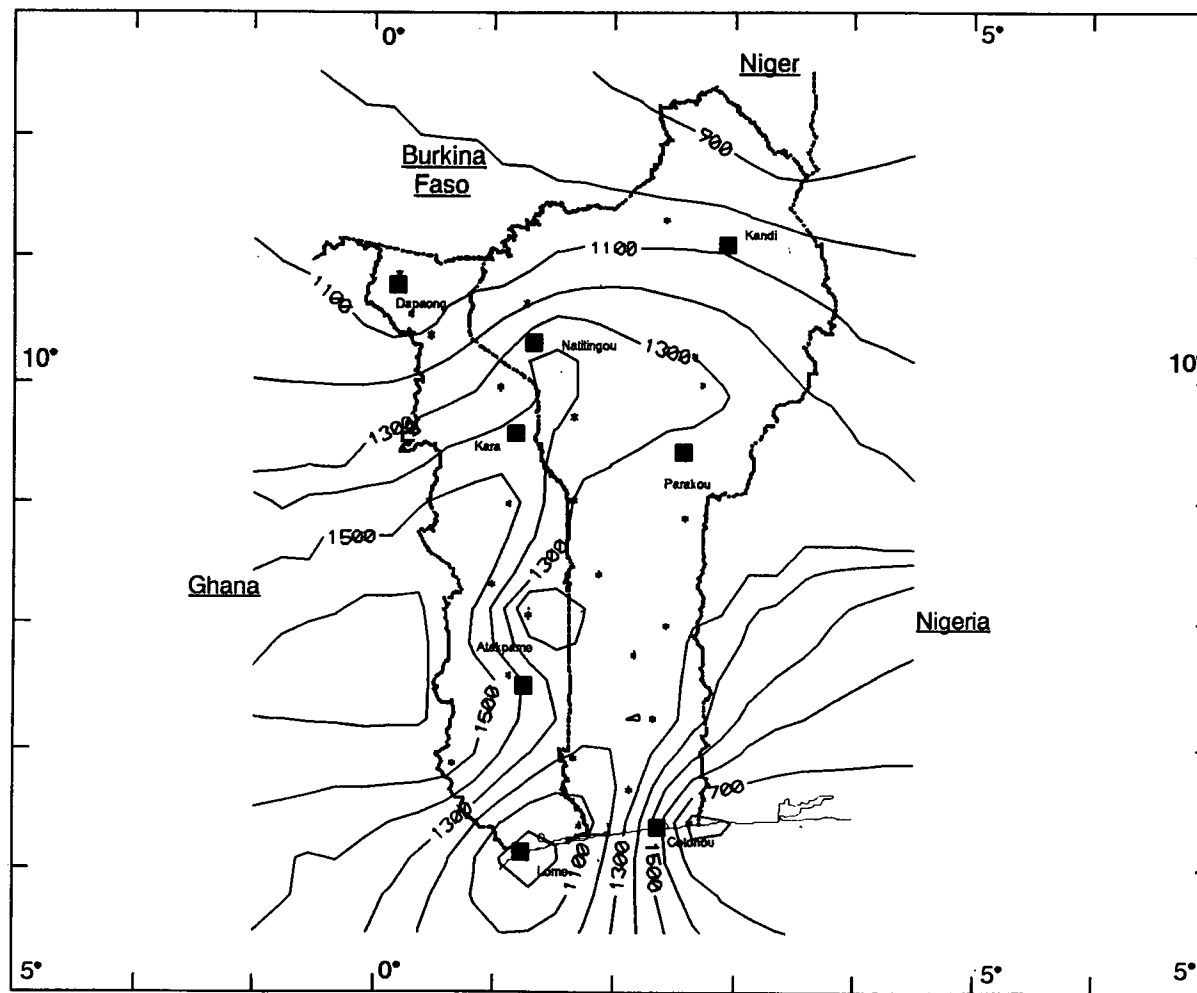 0° 5°
Niger
900
Burkina
Faso
Kandi
1100
1100
Dapaong
10° 10°
Natitingou
1300
1300
Kara
Parakou
1500
1300
Ghana
Nigeria
Atakpame
1500
700
1300
Cotonou
Lome
1100
1300
1500
5° 0° 5° 5°